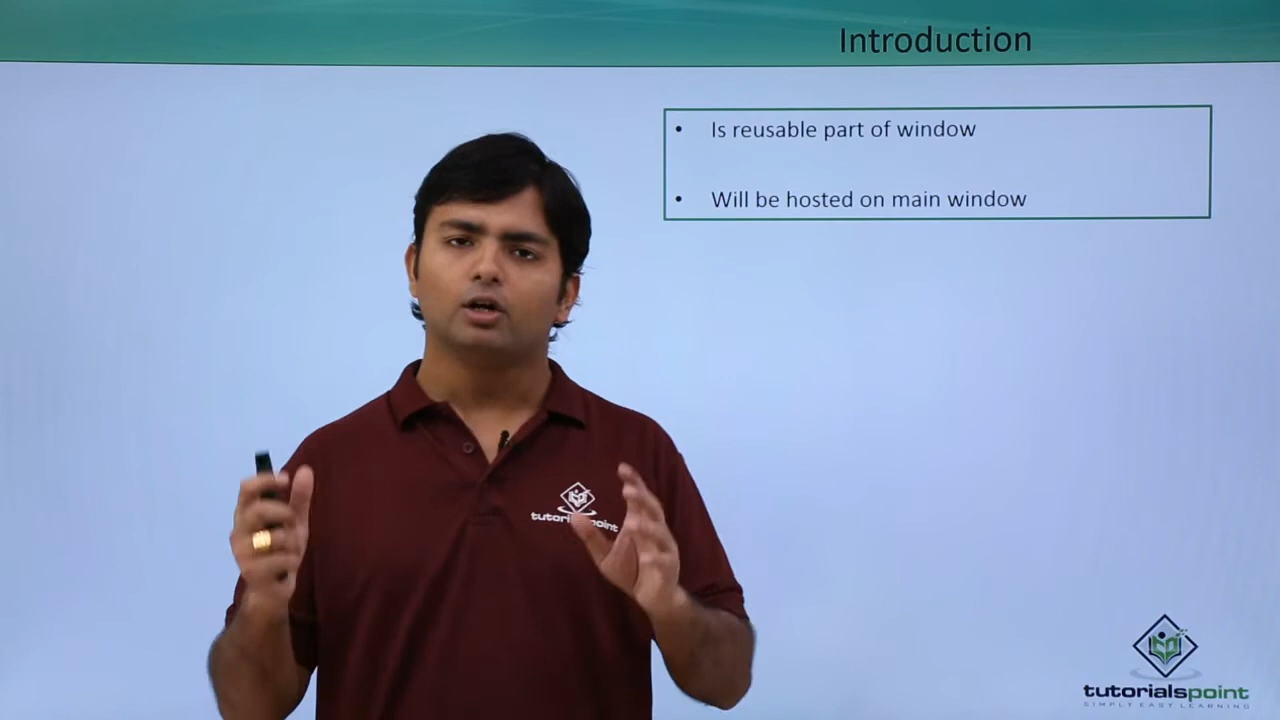 Introduction
• Is reusable part of window
• Will be hosted on main window
tutorialspoint
tutorialspoint
SIMPLY EASY LEARNING